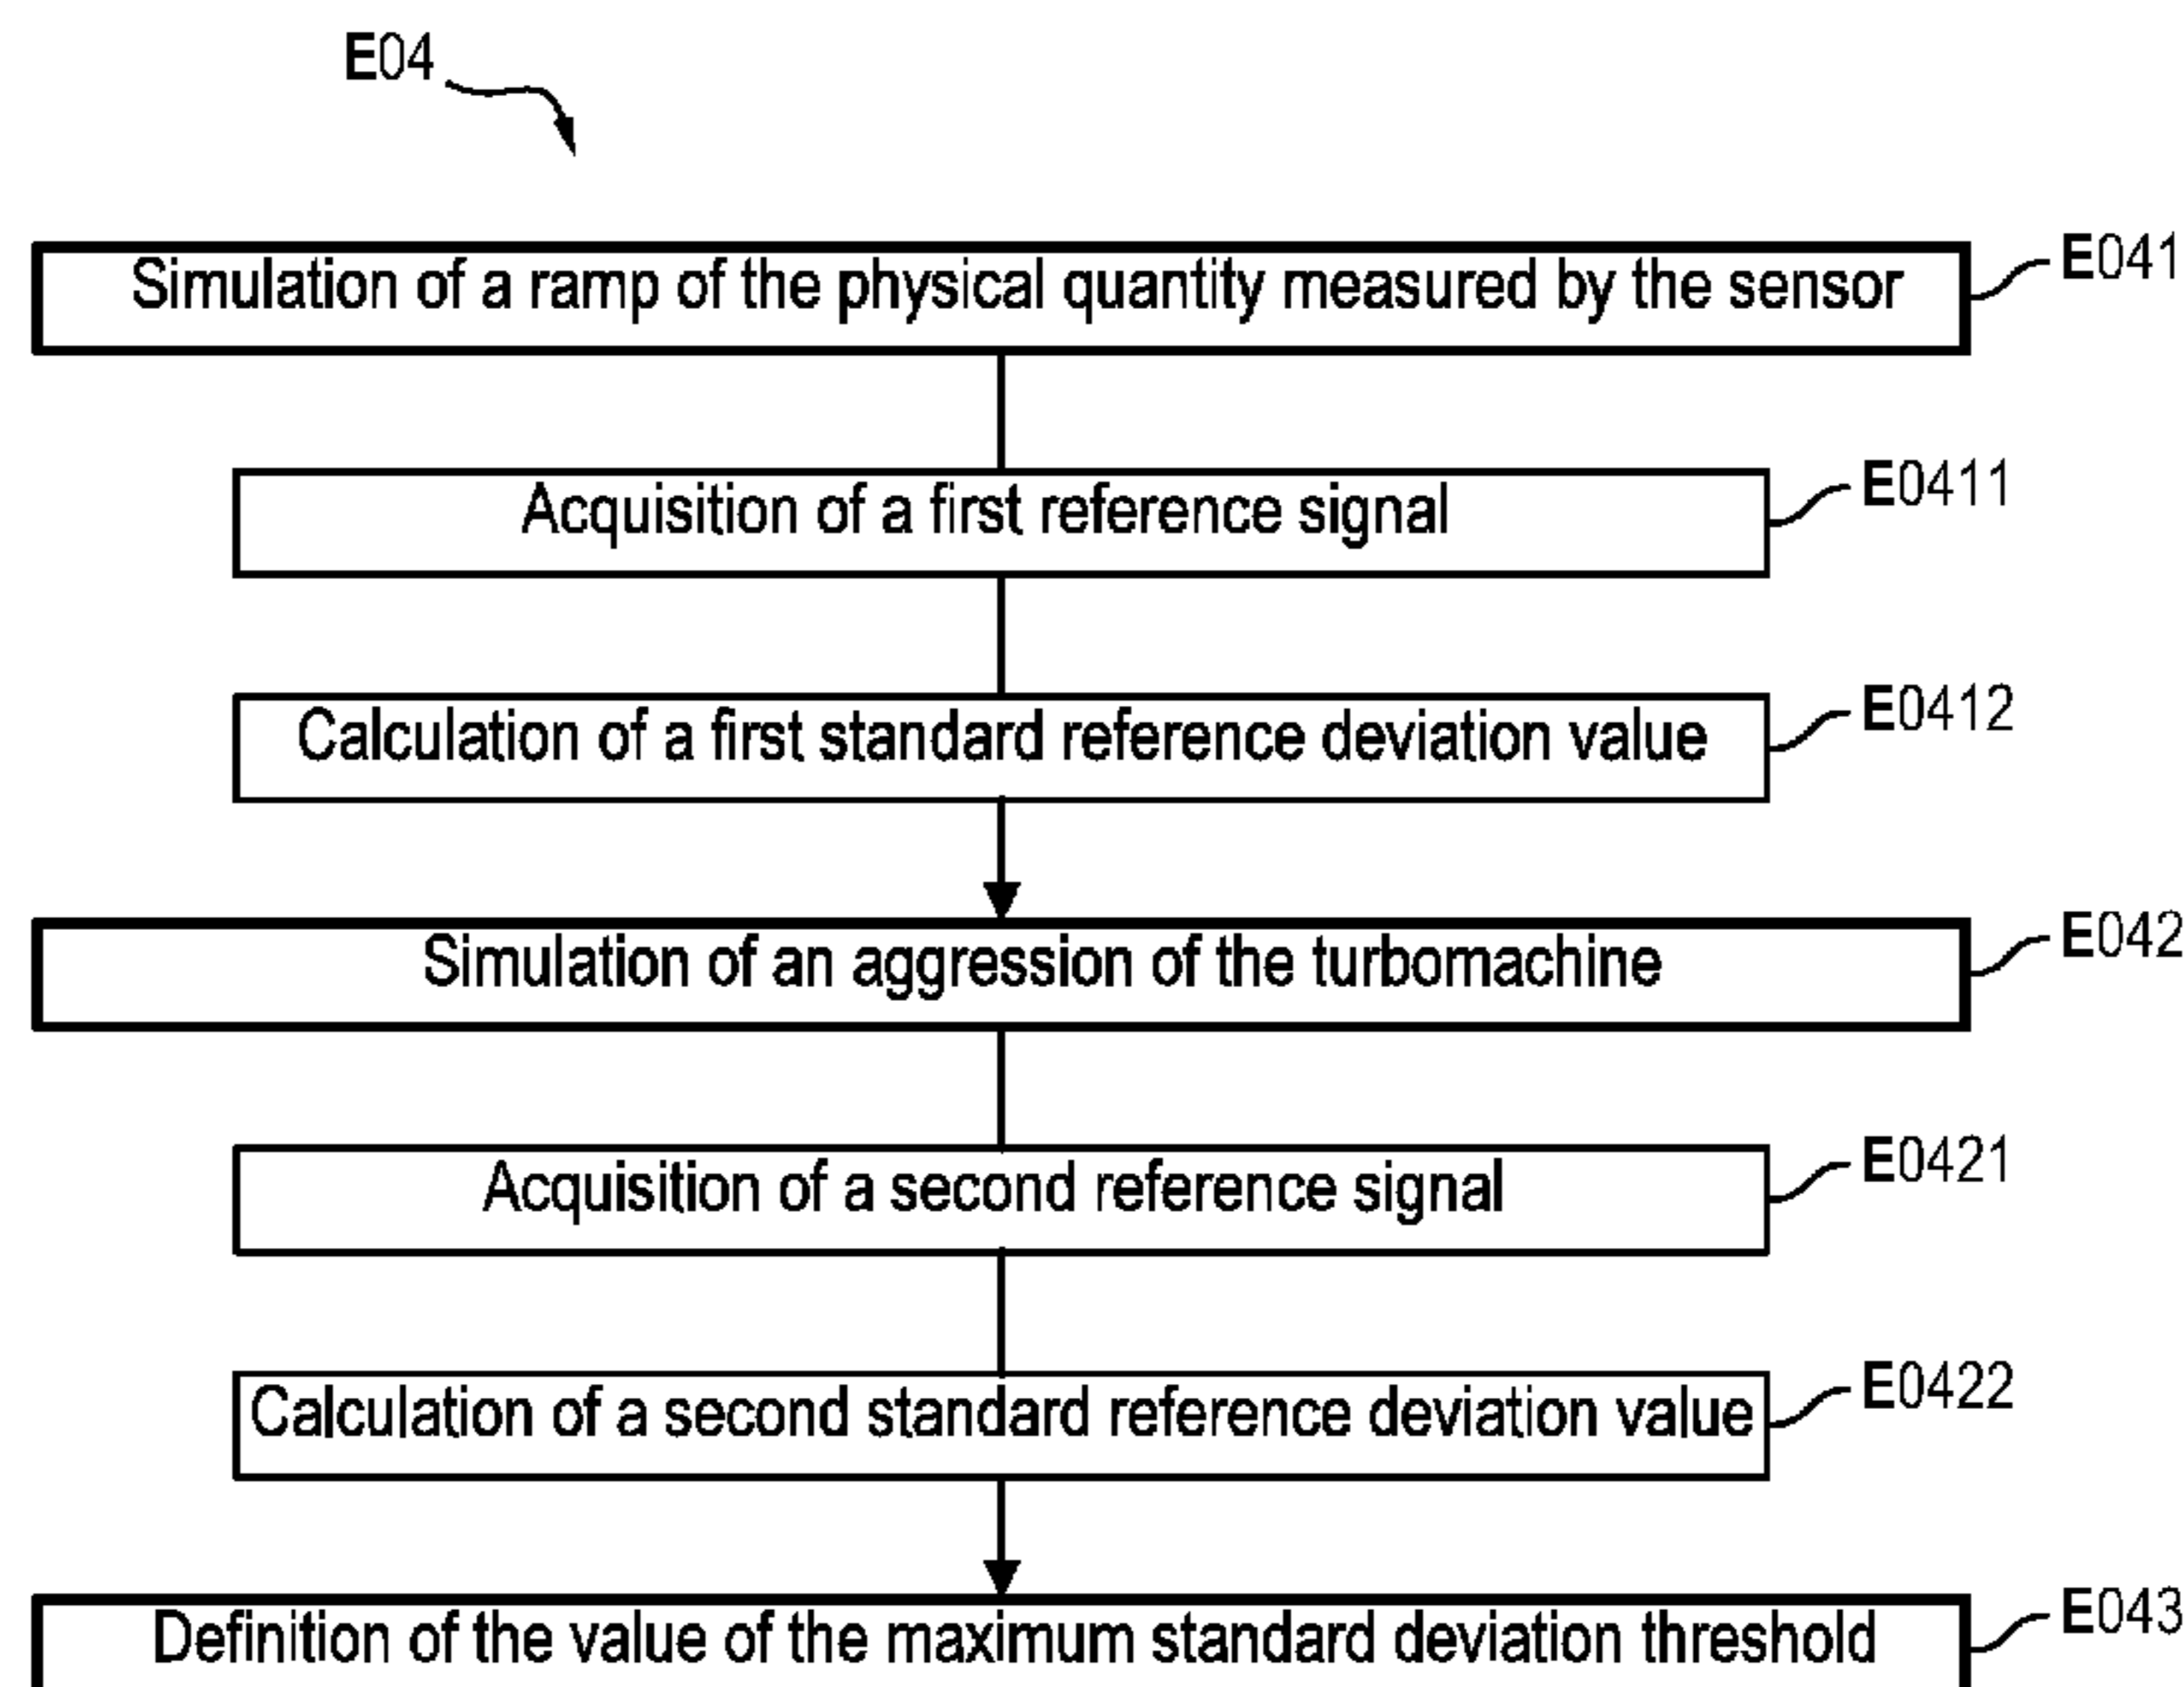 E04
Simulation of a ramp of the physical quantity measured by the sensor
E041
Acquisition of a first reference signal
E0411
Calculation of a first standard reference deviation value
E0412
Simulation of an aggression of the turbomachine
E042
Acquisition of a second reference signal
E0421
Calculation of a second standard reference deviation value
E0422
Definition of the value of the maximum standard deviation threshold
E043